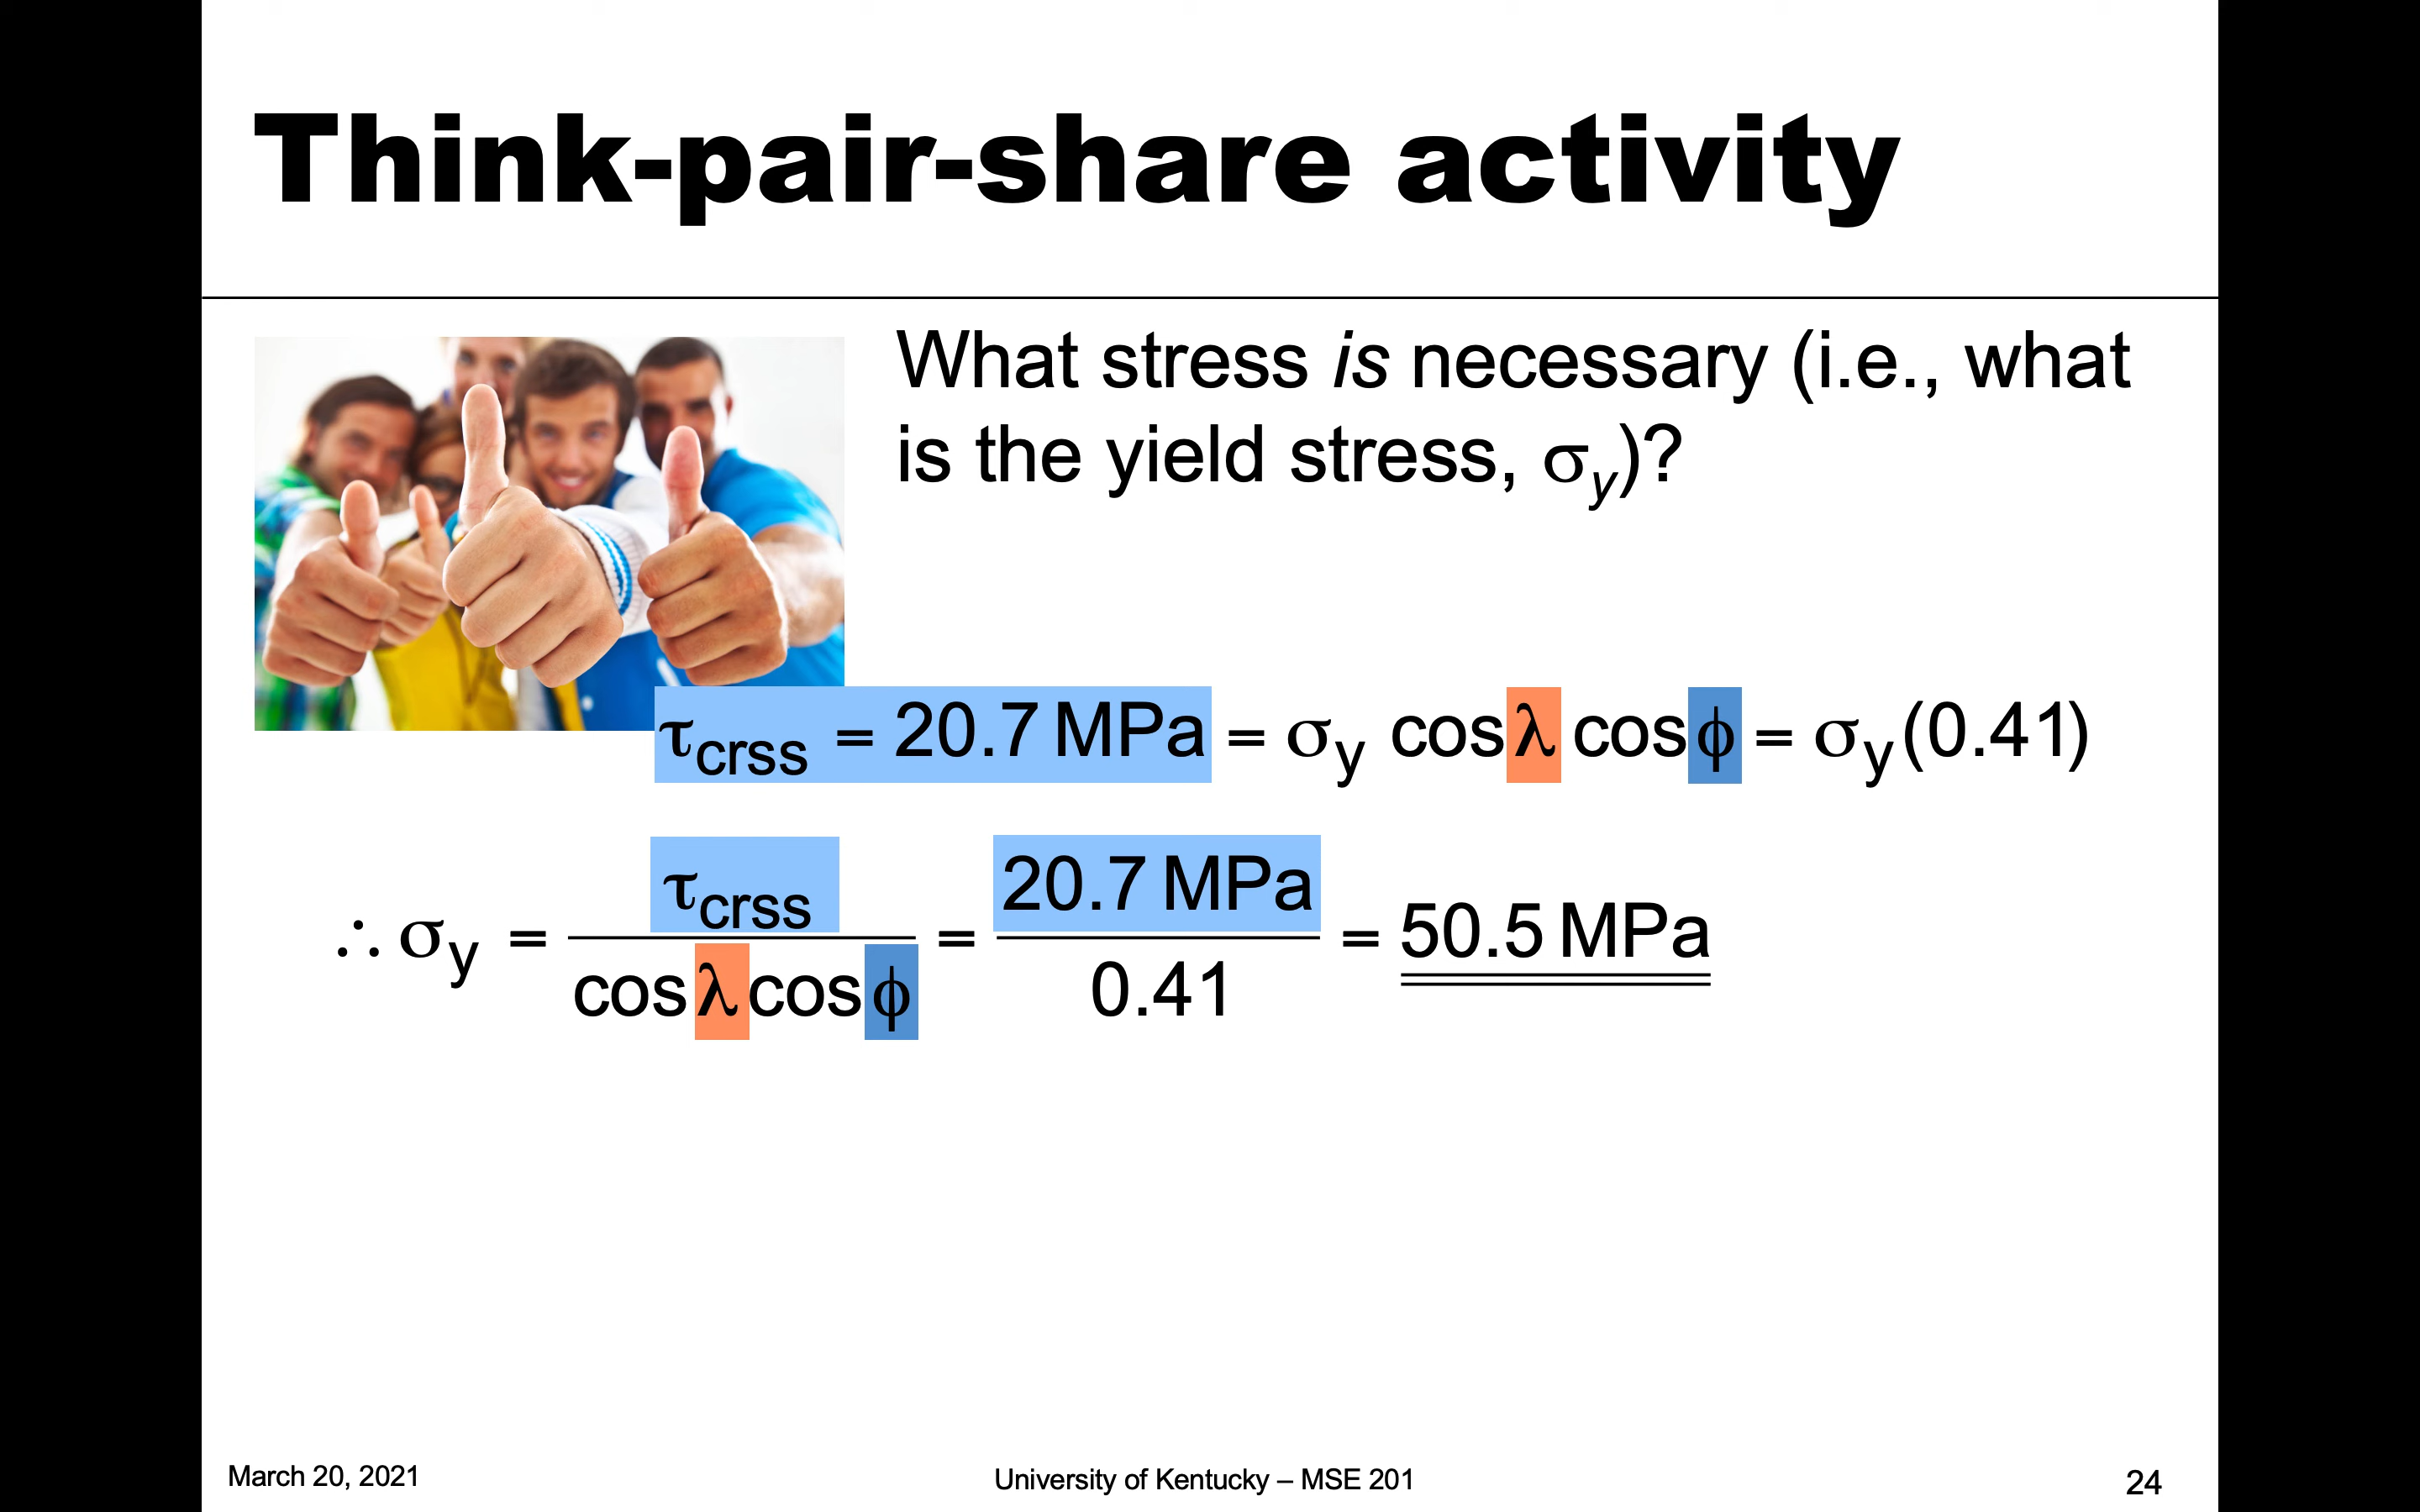 Think-pair-share activity
What stress is necessary (i.e., what
is the yield stress, σy)?
τcrss = 20.7 MPa = σy cosλ cosϕ = σy(0.41)
∴ σy = τcrss / cosλcosϕ = 20.7 MPa / 0.41 = 50.5 MPa
March 20, 2021
University of Kentucky – MSE 201
24